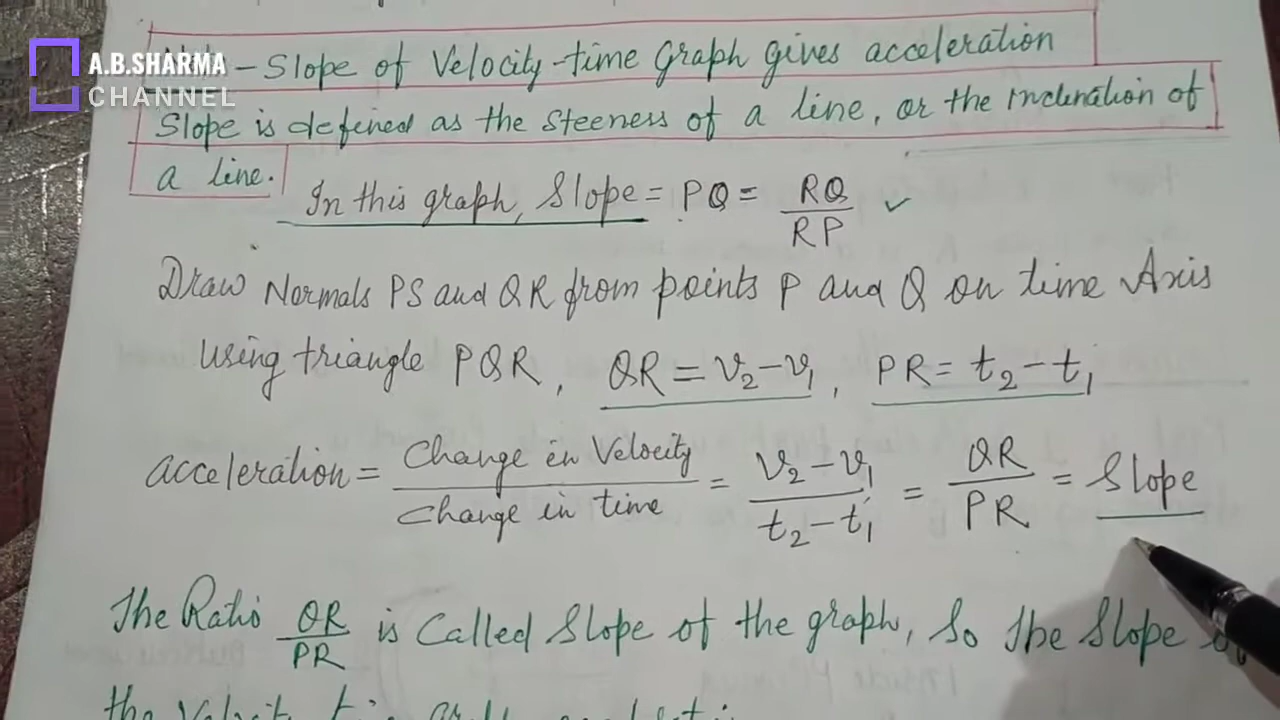 A.B.SHARMA
CHANNEL
- Slope of Velocity-time Graph gives acceleration
Slope is defined as the Steeness of a line, or the Inclination of
a line.
In this graph, Slope = PQ = RQ/RP ✓
Draw Normals PS and QR from points P and Q on time Axis
Using triangle PQR, QR = v₂-v₁, PR = t₂-t₁
acceleration = Change in Velocity/Change in time = v₂-v₁/t₂-t₁ = QR/PR = Slope
The Ratio QR/PR is Called Slope of the graph, So the Slope of
the